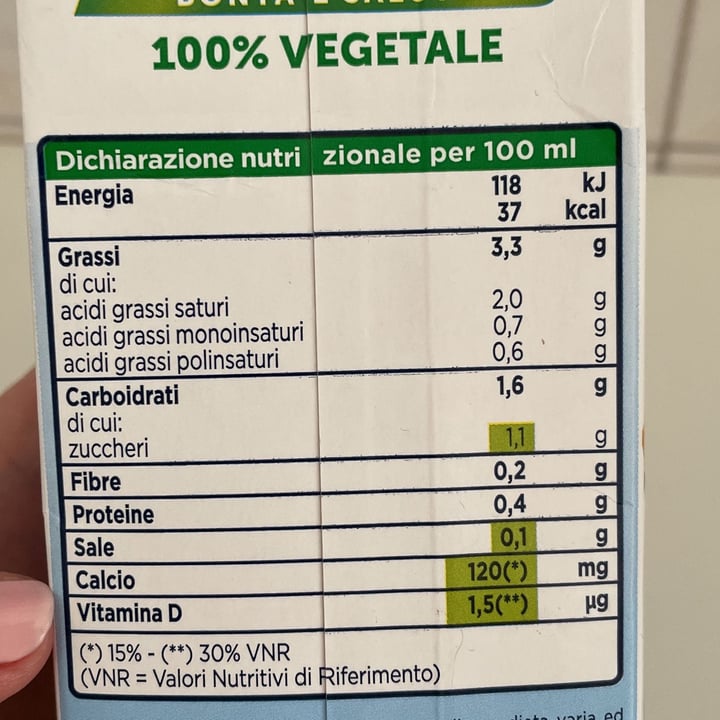 100% VEGETALE
Dichiarazione nutrizionale per 100 ml
Energia 118 kJ
37 kcal
Grassi 3,3 g
di cui:
acidi grassi saturi 2,0 g
acidi grassi monoinsaturi 0,7 g
acidi grassi polinsaturi 0,6 g
Carboidrati 1,6 g
di cui:
zuccheri 1,1 g
Fibre 0,2 g
Proteine 0,4 g
Sale 0,1 g
Calcio 120(*) mg
Vitamina D 1,5(**) µg
(*) 15% - (**) 30% VNR
(VNR = Valori Nutritivi di Riferimento)
varia ed